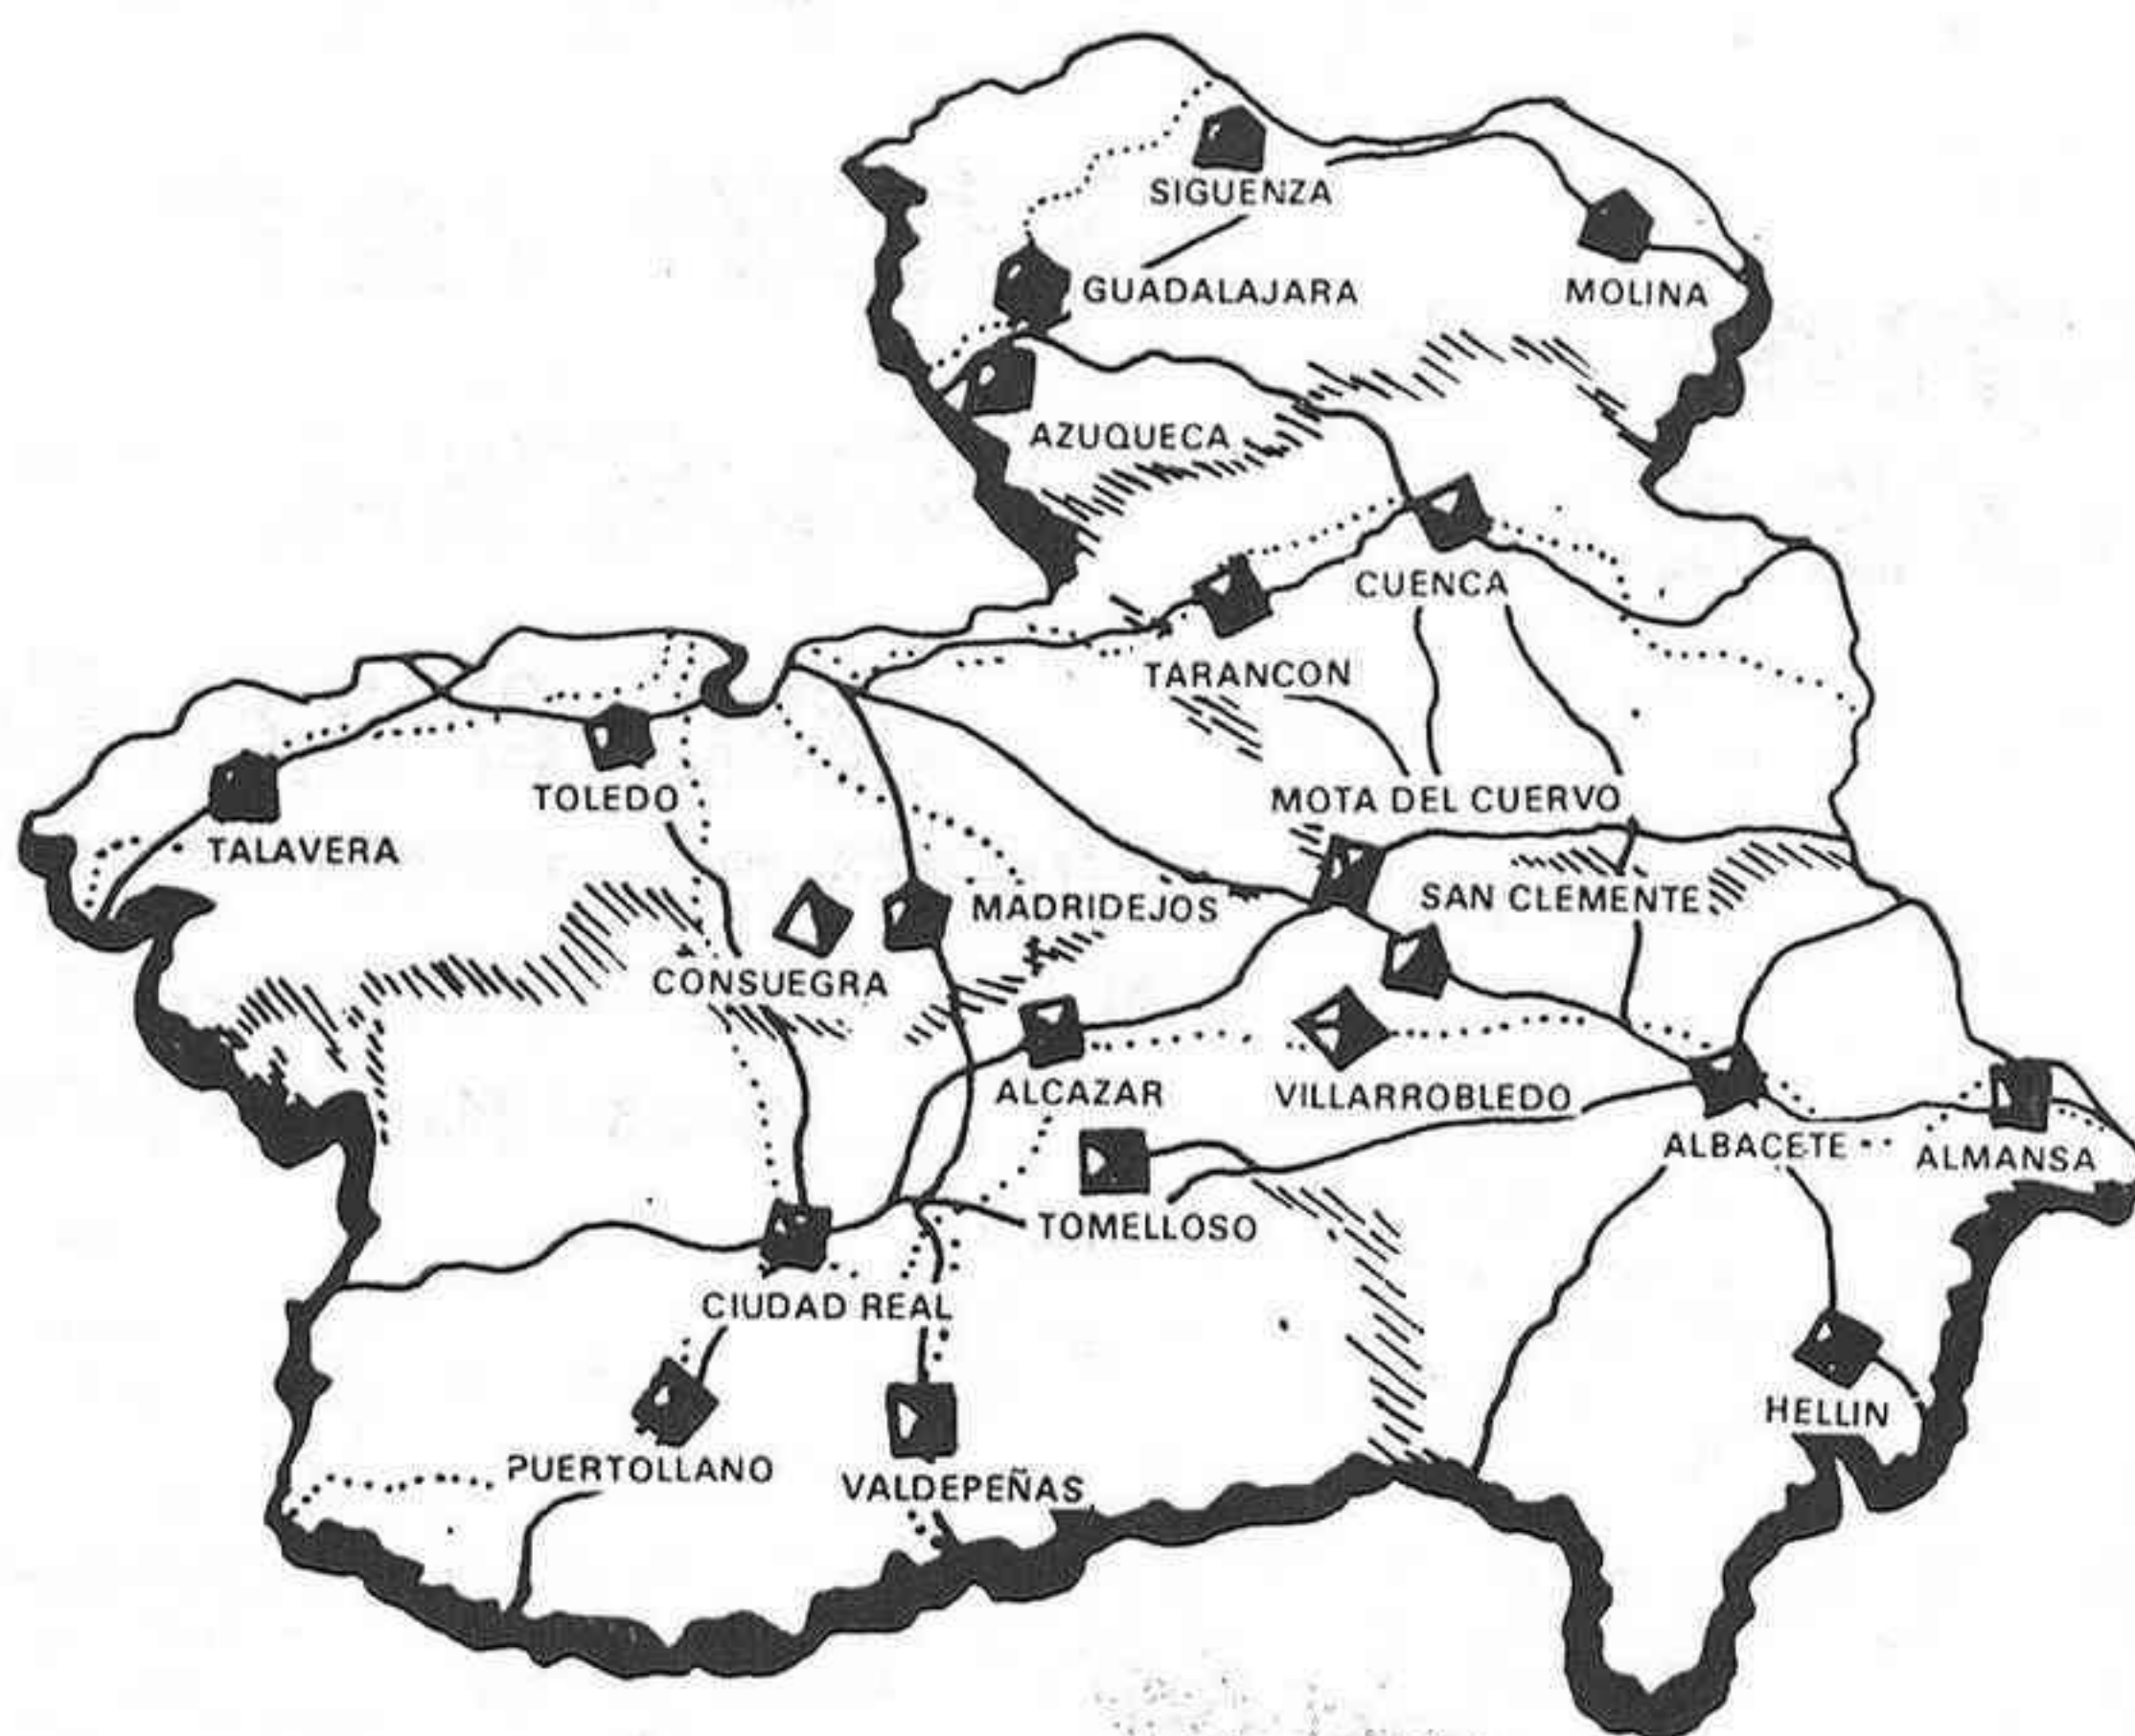 SIGUENZA
GUADALAJARA
MOLINA
AZUQUECA
CUENCA
TARANCON
TOLEDO
MOTA DEL CUERVO
TALAVERA
SAN CLEMENTE
MADRIDEJOS
CONSUEGRA
ALCAZAR
VILLARROBLEDO
ALBACETE
ALMANSA
TOMELLOSO
CIUDAD REAL
HELLIN
PUERTOLLANO
VALDEPEÑAS